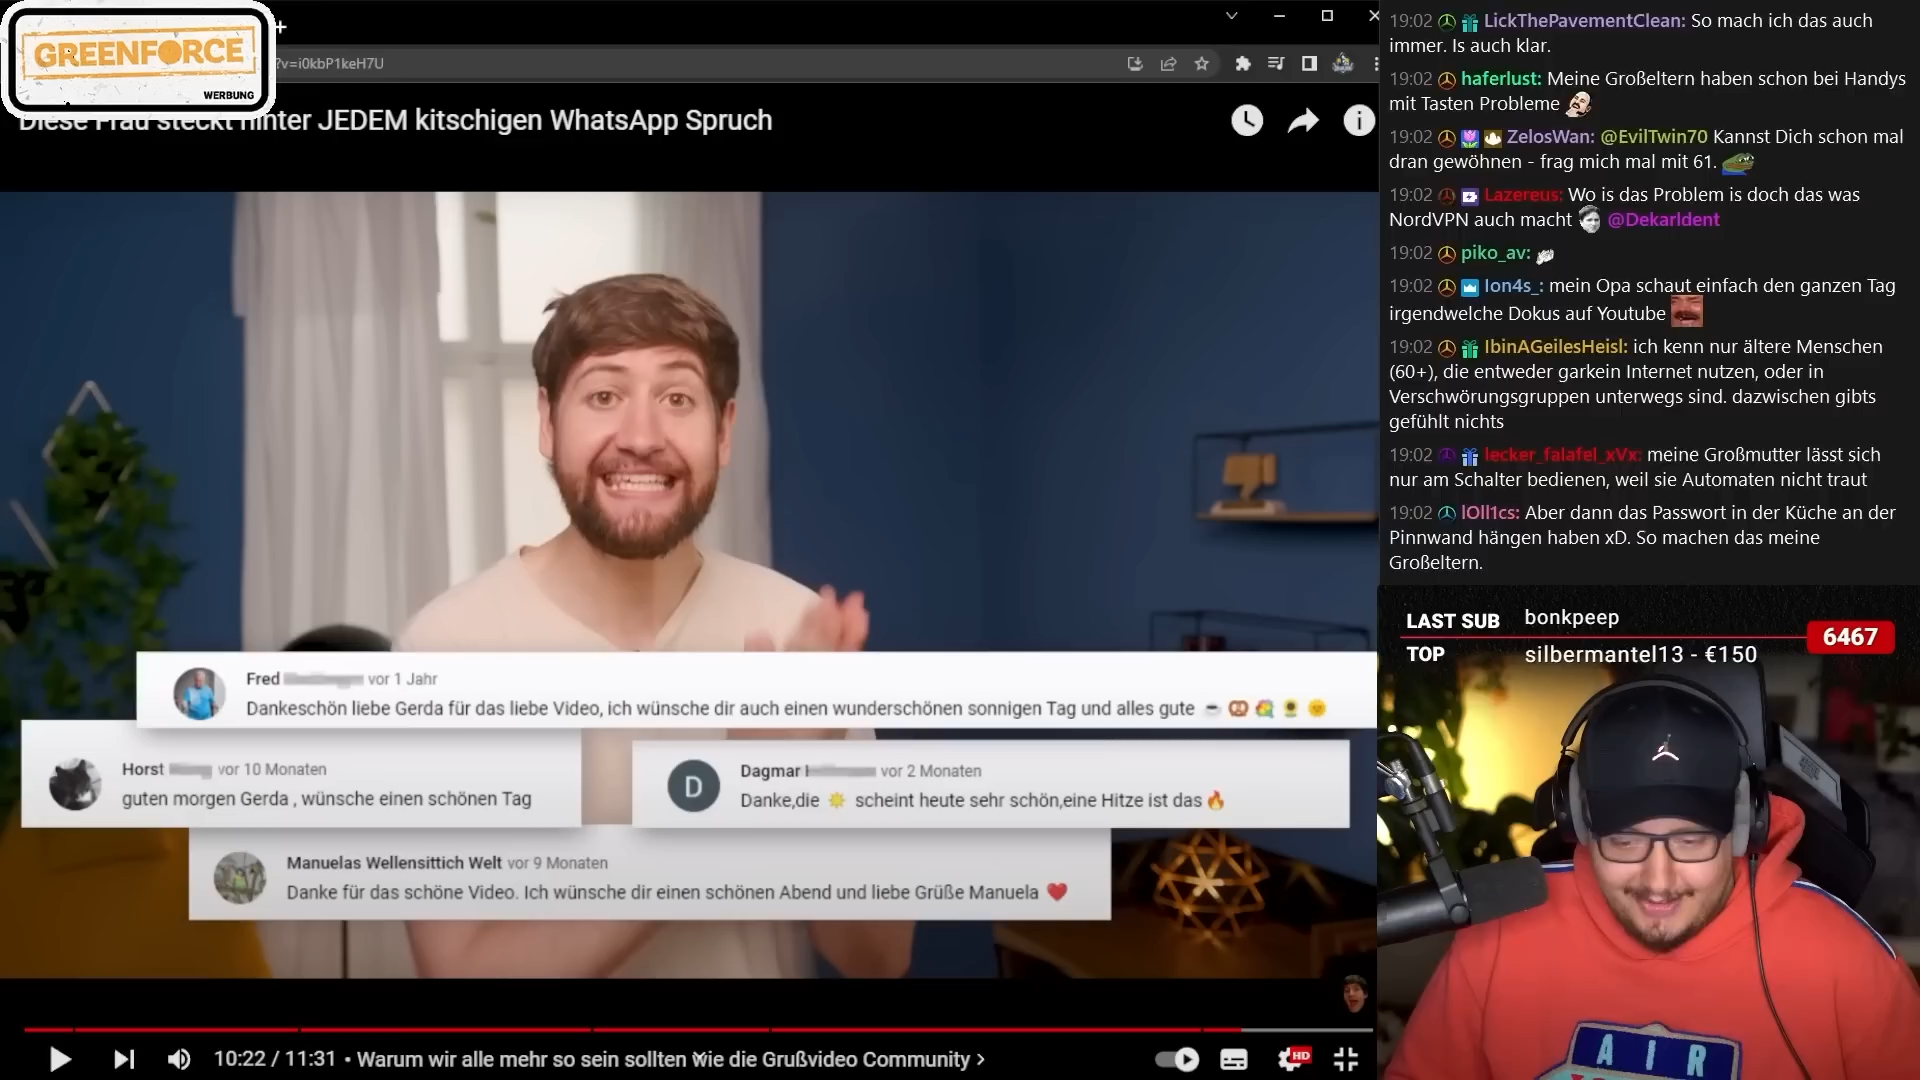 GREENFORCE
WERBUNG
?v=i0kbP1keH7U
Diese Frau steckt hinter JEDEM kitschigen WhatsApp Spruch
Fred vor 1 Jahr
Dankeschön liebe Gerda für das liebe Video, ich wünsche dir auch einen wunderschönen sonnigen Tag und alles gute ☕ 🥨 💐 🌻 🌞
Horst vor 10 Monaten
guten morgen Gerda , wünsche einen schönen Tag
D
Dagmar vor 2 Monaten
Danke,die ☀️ scheint heute sehr schön,eine Hitze ist das🔥
Manuelas Wellensittich Welt vor 9 Monaten
Danke für das schöne Video. Ich wünsche dir einen schönen Abend und liebe Grüße Manuela ❤️
10:22 / 11:31 • Warum wir alle mehr so sein sollten wie die Grußvideo Community >
HD
19:02 LickThePavementClean: So mach ich das auch
immer. Is auch klar.
19:02 haferlust: Meine Großeltern haben schon bei Handys
mit Tasten Probleme
19:02 ZelosWan: @EvilTwin70 Kannst Dich schon mal
dran gewöhnen - frag mich mal mit 61.
19:02 Lazereus: Wo is das Problem is doch das was
NordVPN auch macht @Dekarldent
19:02 piko_av:
19:02 Ion4s_: mein Opa schaut einfach den ganzen Tag
irgendwelche Dokus auf Youtube
19:02 IbinAGeilesHeisl: ich kenn nur ältere Menschen
(60+), die entweder garkein Internet nutzen, oder in
Verschwörungsgruppen unterwegs sind. dazwischen gibts
gefühlt nichts
19:02 lecker_falafel_xVx: meine Großmutter lässt sich
nur am Schalter bedienen, weil sie Automaten nicht traut
19:02 lOll1cs: Aber dann das Passwort in der Küche an der
Pinnwand hängen haben xD. So machen das meine
Großeltern.
LAST SUB bonkpeep
6467
TOP silbermantel13 - €150
AIR